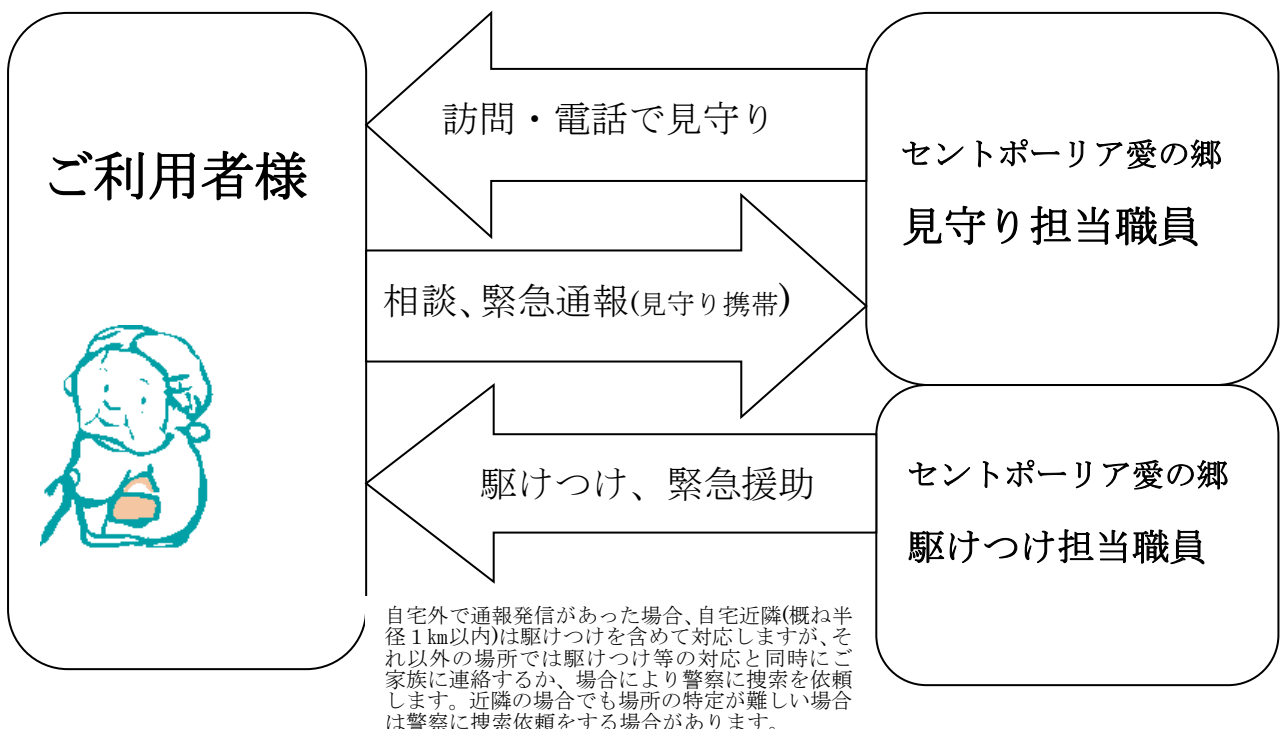 ご利用者様
訪問・電話で見守り
セントポーリア愛の郷
見守り担当職員
相談、緊急通報(見守り携帯)
駆けつけ、緊急援助
セントポーリア愛の郷
駆けつけ担当職員
自宅外で通報発信があった場合、自宅近隣(概ね半
径１㎞以内)は駆けつけを含めて対応しますが、そ
れ以外の場所では駆けつけ等の対応と同時にご
家族に連絡するか、場合により警察に捜索を依頼
します。近隣の場合でも場所の特定が難しい場合
は警察に捜索依頼をする場合があります。